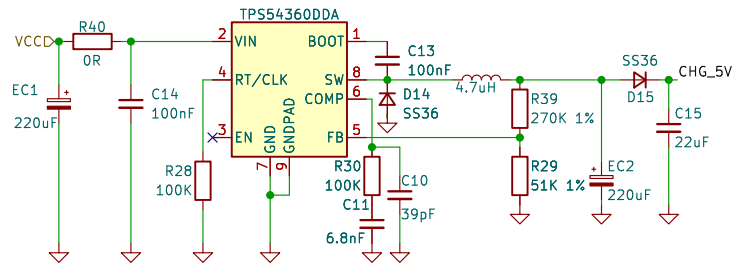 TPS54360DDA
VCC
R40
0R
2
VIN
BOOT
1
C13
100nF
EC1
+
220uF
C14
100nF
4
RT/CLK
SW
8
COMP
6
D14
SS36
4.7uH
SS36
D15
CHG_5V
R39
270K 1%
C15
22uF
3
EN
GND
GNDPAD
FB
5
7
9
R28
100K
R30
100K
C10
39pF
C11
6.8nF
R29
51K 1%
+
EC2
220uF